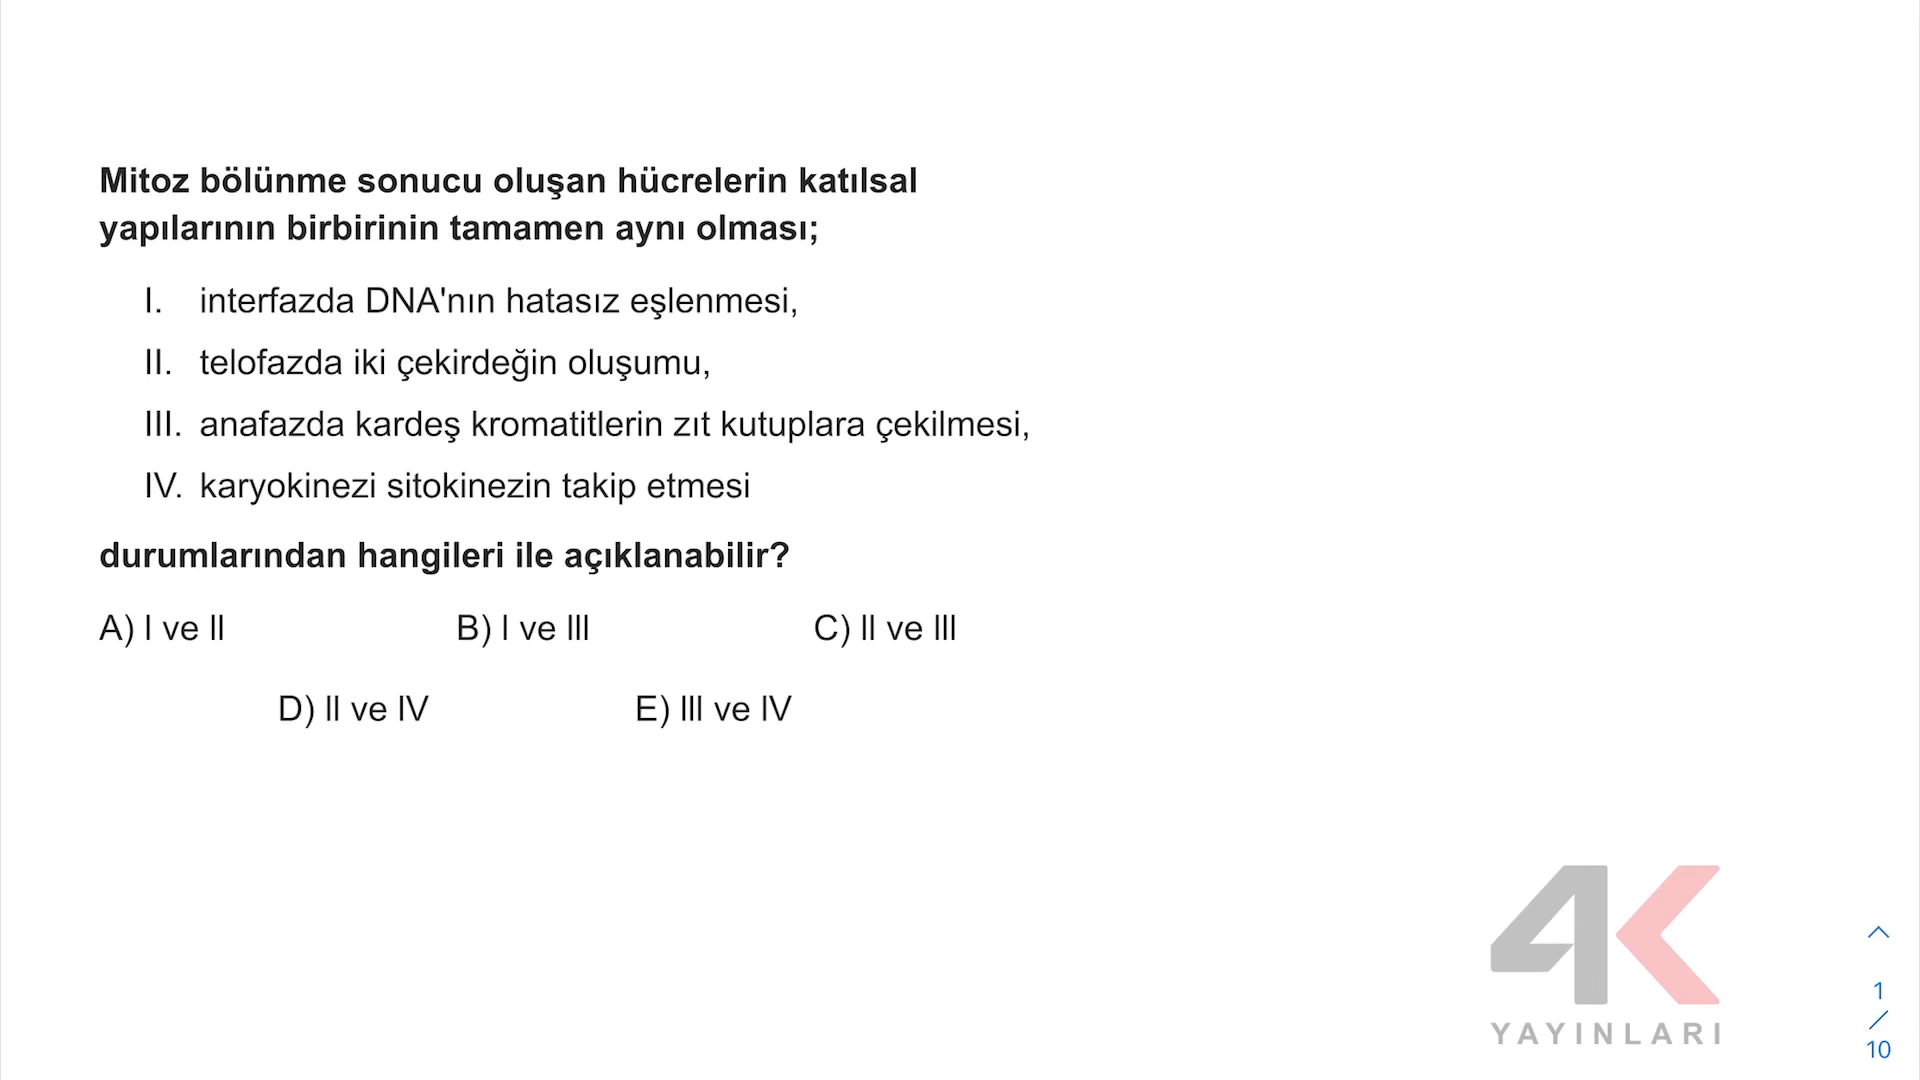 Mitoz bölünme sonucu oluşan hücrelerin katılsal
yapılarının birbirinin tamamen aynı olması;
I. interfazda DNA'nın hatasız eşlenmesi,
II. telofazda iki çekirdeğin oluşumu,
III. anafazda kardeş kromatitlerin zıt kutuplara çekilmesi,
IV. karyokinezi sitokinezin takip etmesi
durumlarından hangileri ile açıklanabilir?
A) I ve II B) I ve III C) II ve III
D) II ve IV E) III ve IV
4K
YAYINLARI
1
/
10